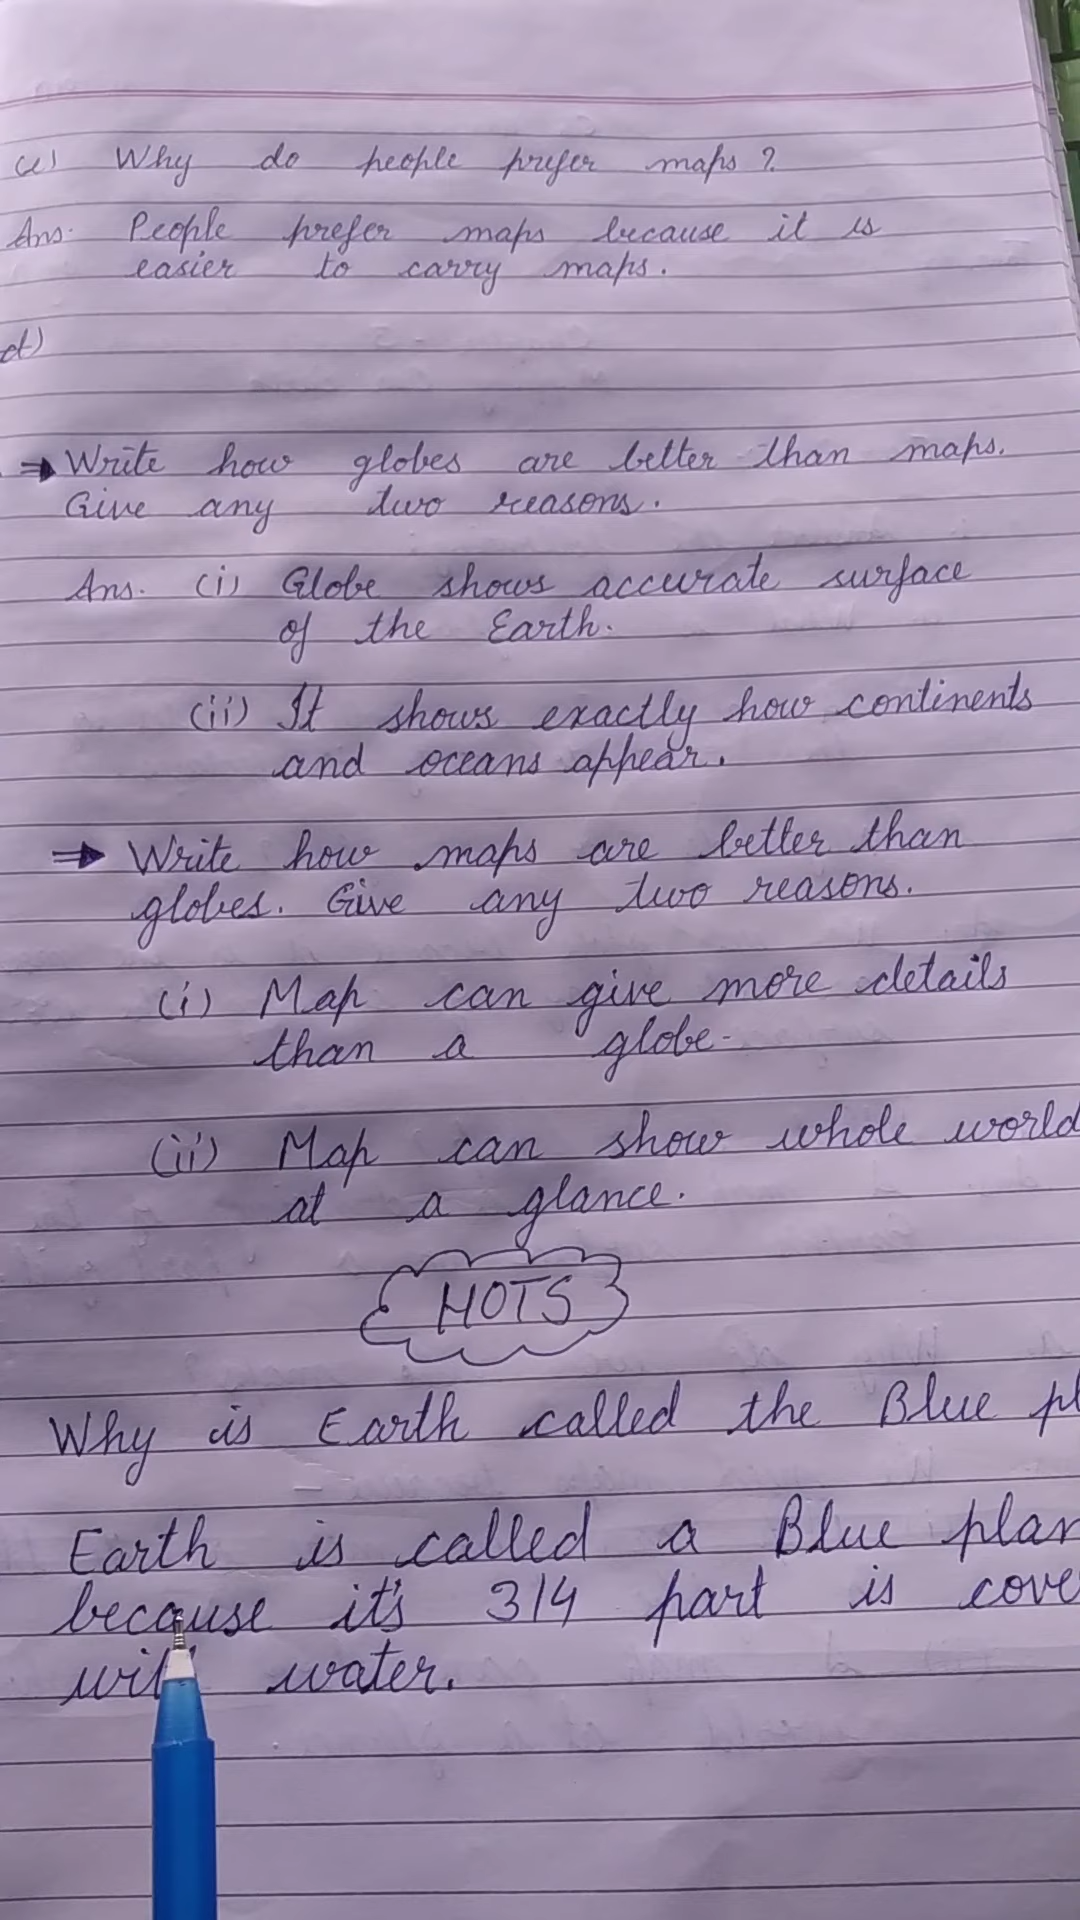 Why do people prefer maps ?
Ans. People prefer maps because it is
easier to carry maps.
d)
⇒ Write how globes are better than maps.
Give any two reasons.
Ans. (i) Globe shows accurate surface
of the Earth.
(ii) It shows exactly how continents
and oceans appear.
⇒ Write how maps are better than
globes. Give any two reasons.
(i) Map can give more details
than a globe.
(ii) Map can show whole world
at a glance.
HOTS
Why is Earth called the Blue pl
Earth is called a Blue plan
because it's 3/4 part is cove
with water.